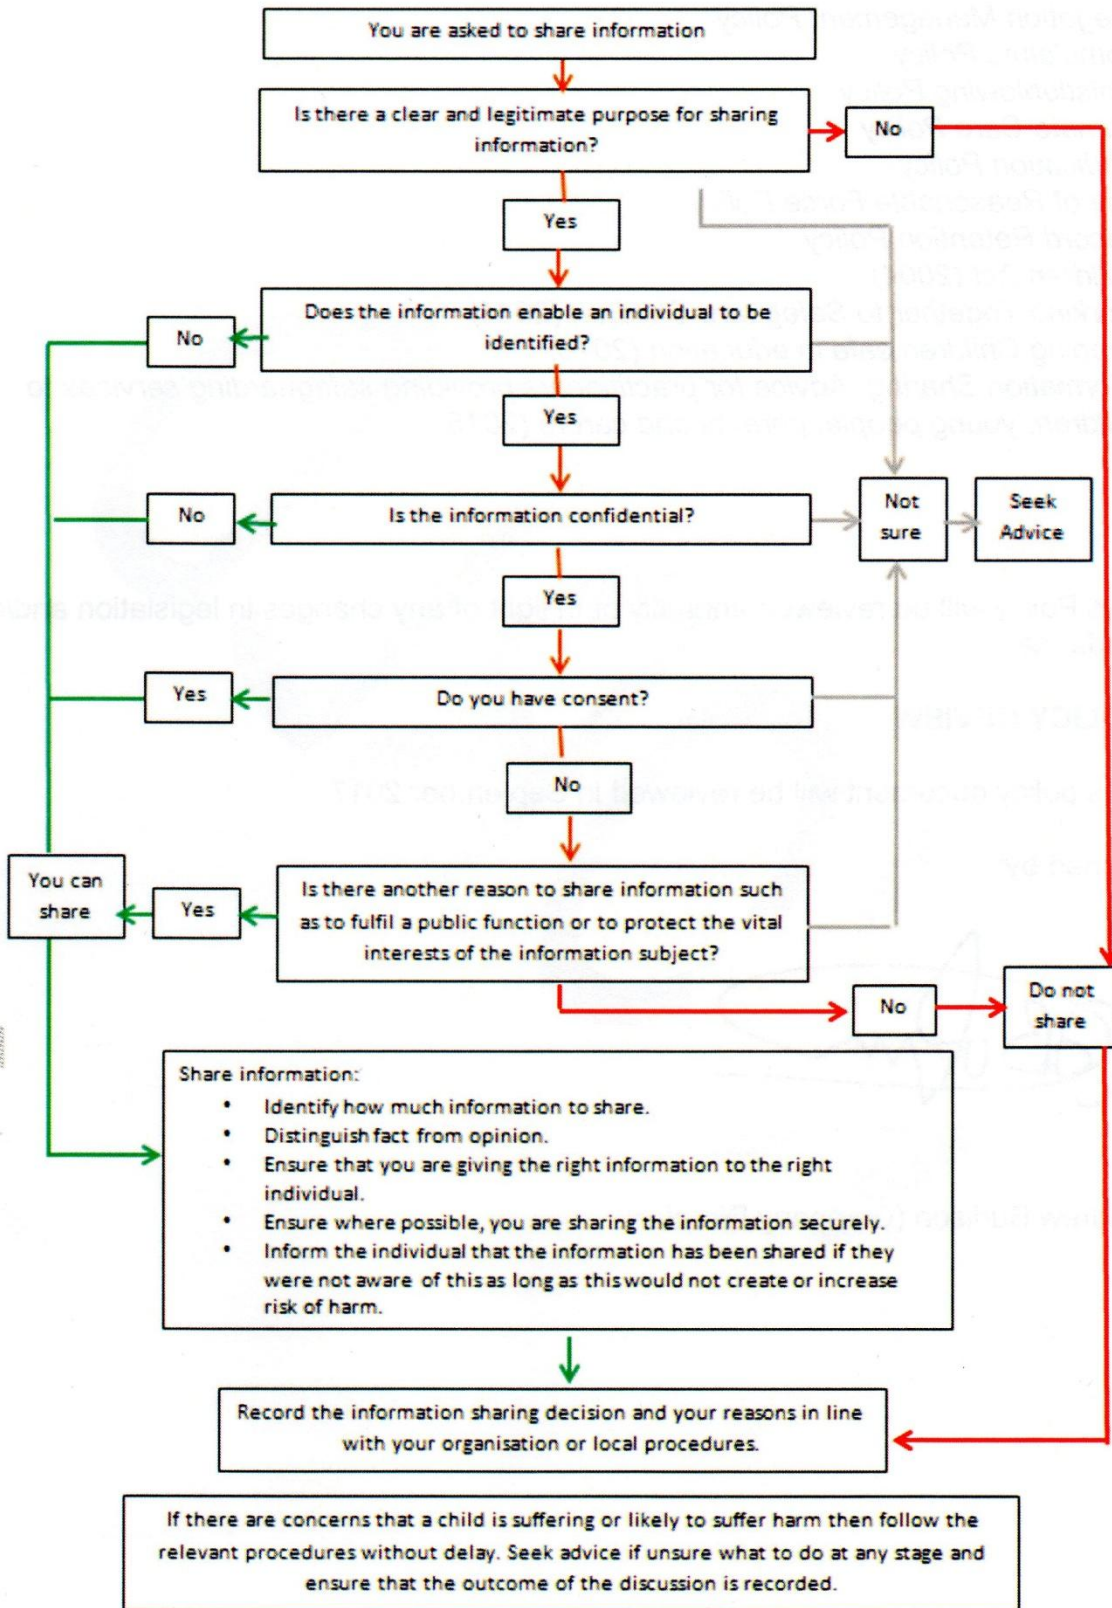 You are asked to share information
Is there a clear and legitimate purpose for sharing
information?
No
Yes
Does the information enable an individual to be
identified?
No
Yes
Is the information confidential?
No
Not
sure
Seek
Advice
Yes
Do you have consent?
Yes
No
Is there another reason to share information such
as to fulfil a public function or to protect the vital
interests of the information subject?
Yes
You can
share
No
Do not
share
Share information:
• Identify how much information to share.
• Distinguish fact from opinion.
• Ensure that you are giving the right information to the right
individual.
• Ensure where possible, you are sharing the information securely.
• Inform the individual that the information has been shared if they
were not aware of this as long as this would not create or increase
risk of harm.
Record the information sharing decision and your reasons in line
with your organisation or local procedures.
If there are concerns that a child is suffering or likely to suffer harm then follow the
relevant procedures without delay. Seek advice if unsure what to do at any stage and
ensure that the outcome of the discussion is recorded.